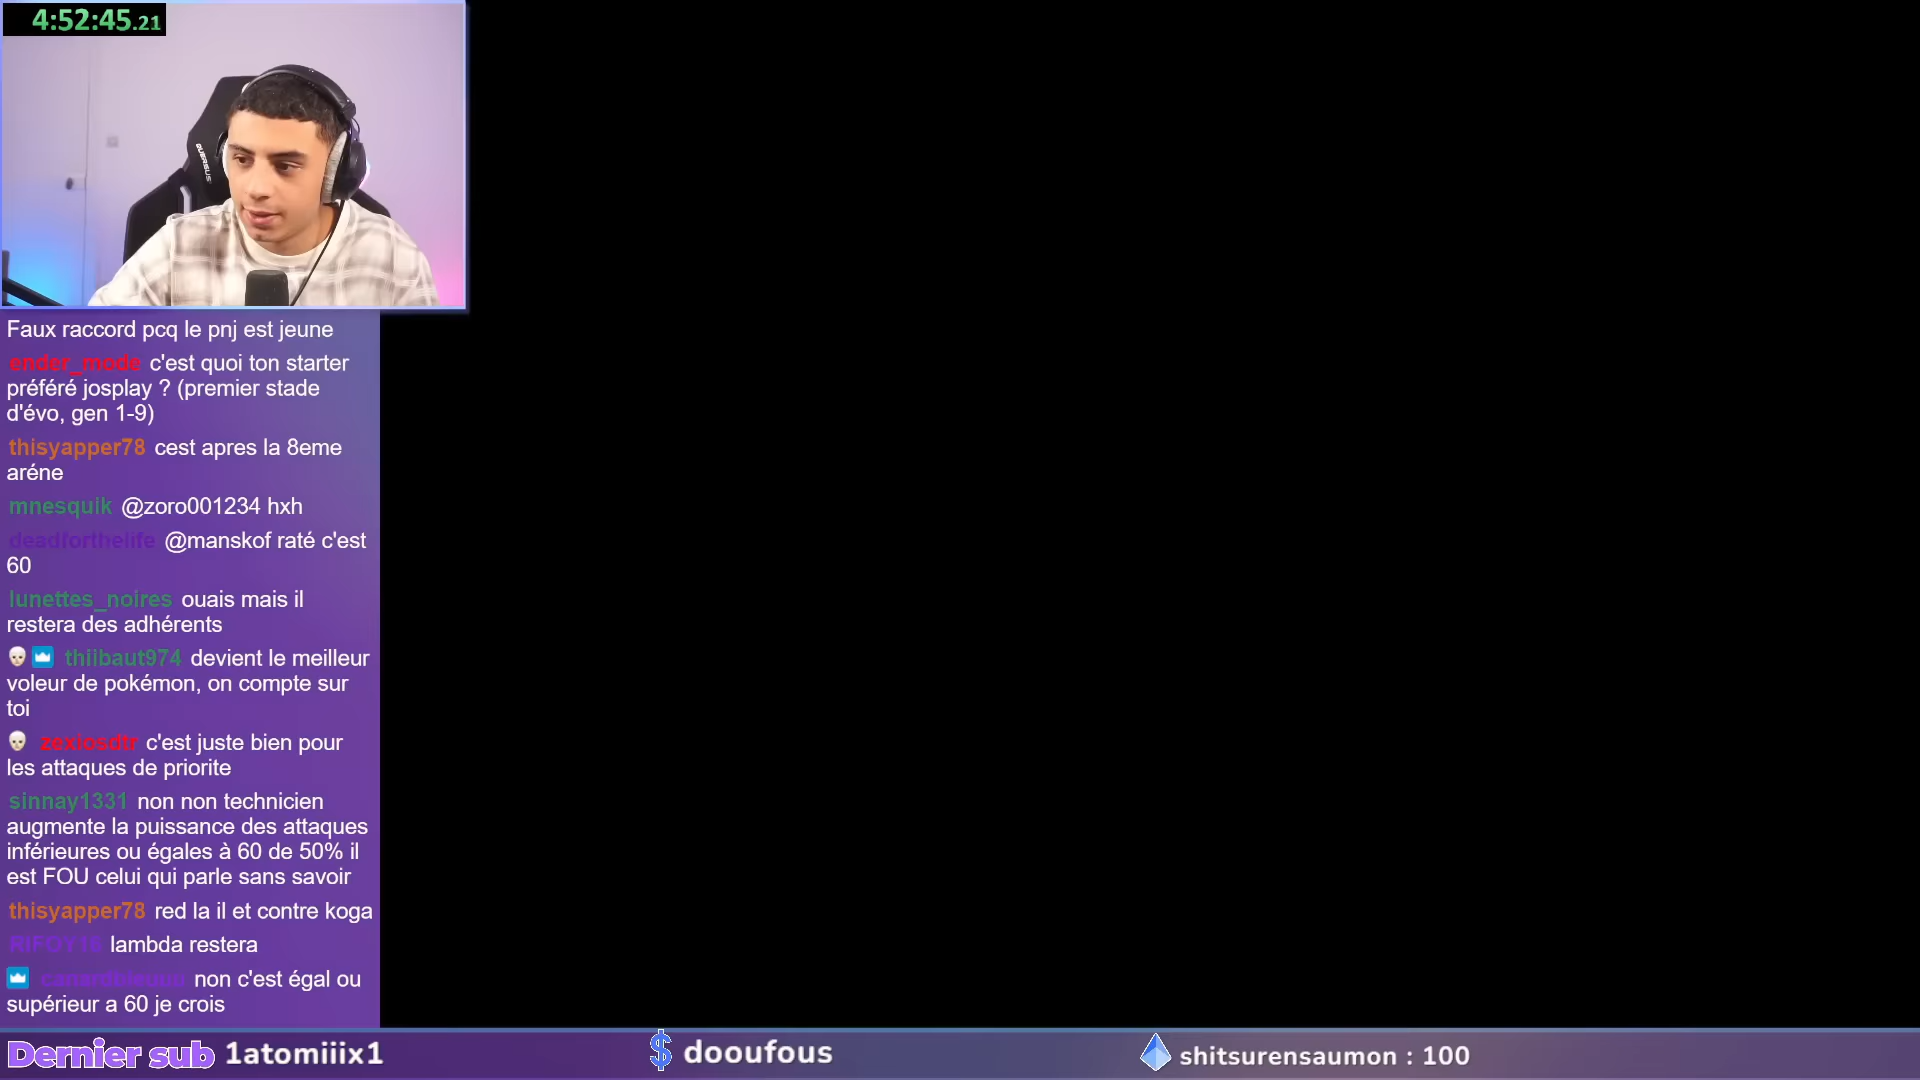 4:52:45.21
QUERSUS
Faux raccord pcq le pnj est jeune
ender_mode c'est quoi ton starter
préféré josplay ? (premier stade
d'évo, gen 1-9)
thisyapper78 cest apres la 8eme
aréne
mnesquik @zoro001234 hxh
deadforthelife @manskof raté c'est
60
lunettes_noires ouais mais il
restera des adhérents
thiibaut974 devient le meilleur
voleur de pokémon, on compte sur
toi
zexiosdtr c'est juste bien pour
les attaques de priorite
sinnay1331 non non technicien
augmente la puissance des attaques
inférieures ou égales à 60 de 50% il
est FOU celui qui parle sans savoir
thisyapper78 red la il et contre koga
lambda restera
non c'est égal ou
supérieur a 60 je crois
Dernier sub 1atomiiix1
dooufous
shitsurensaumon : 100